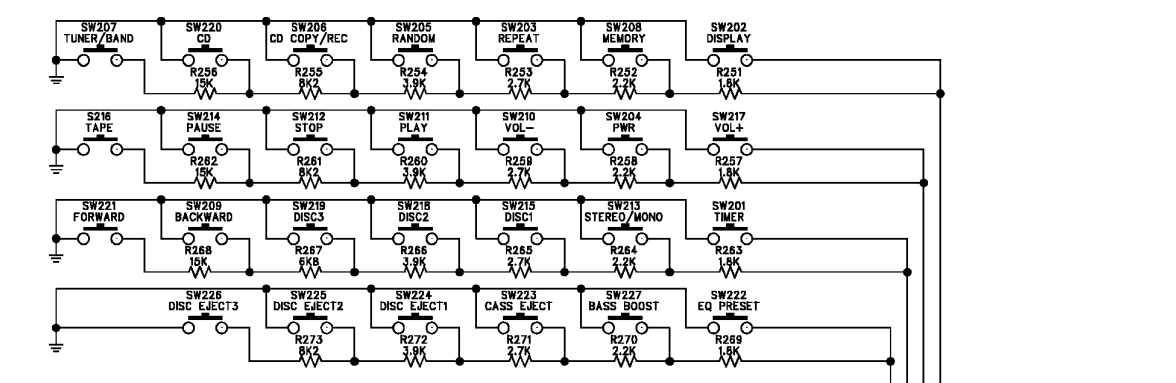 SW207 SW220 SW206 SW205 SW203 SW208 SW202
TUNER/BAND CD CD COPY/REC RANDOM REPEAT MEMORY DISPLAY
R256 R255 R254 R253 R252 R251
15K 8K2 3.9K 2.7K 2.2K 1.8K
S216 SW214 SW212 SW211 SW210 SW204 SW217
TAPE PAUSE STOP PLAY VOL- PWR VOL+
R262 R261 R260 R259 R258 R257
15K 8K2 3.9K 2.7K 2.2K 1.8K
SW221 SW209 SW219 SW218 SW215 SW213 SW201
FORWARD BACKWARD DISC3 DISC2 DISC1 STEREO/MONO TIMER
R268 R267 R266 R265 R264 R263
15K 6K8 3.9K 2.7K 2.2K 1.8K
SW226 SW225 SW224 SW223 SW227 SW222
DISC EJECT3 DISC EJECT2 DISC EJECT1 CASS EJECT BASS BOOST EQ PRESET
R273 R272 R271 R270 R269
8K2 3.9K 2.7K 2.2K 1.8K